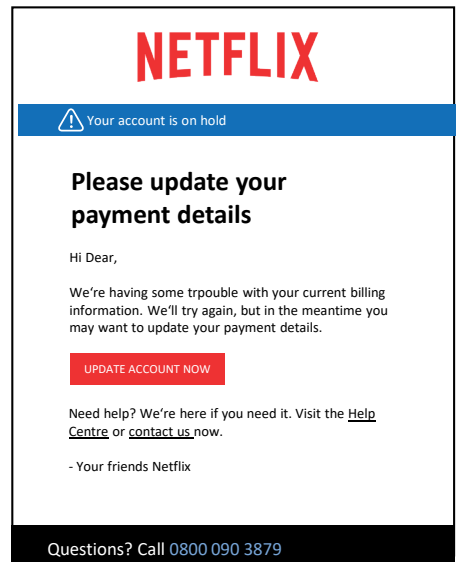 NETFLIX
Your account is on hold
Please update your
payment details
Hi Dear,
We‘re having some trpouble with your current billing
information. We‘ll try again, but in the meantime you
may want to update your payment details.
UPDATE ACCOUNT NOW
Need help? We‘re here if you need it. Visit the Help
Centre or contact us now.
- Your friends Netflix
Questions? Call 0800 090 3879